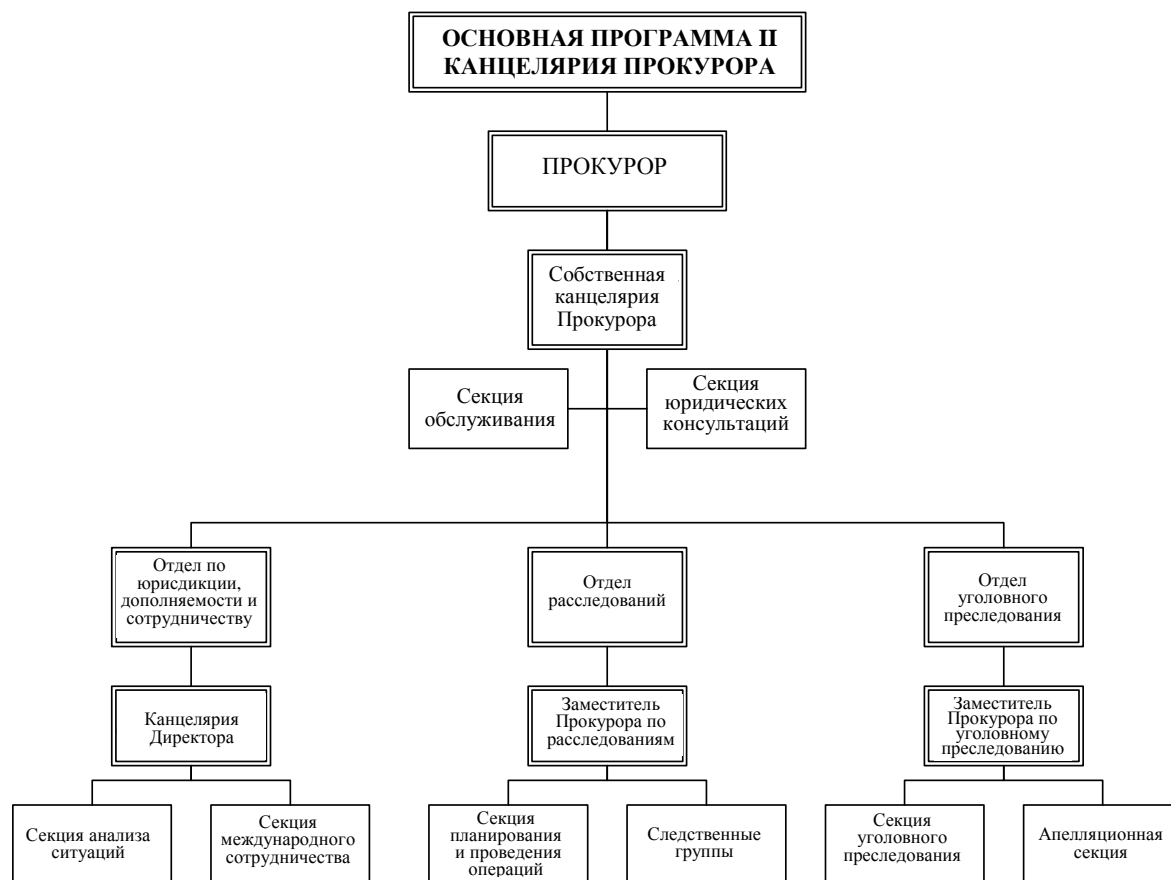 ОСНОВНАЯ ПРОГРАММА II
КАНЦЕЛЯРИЯ ПРОКУРОРА
ПРОКУРОР
Собственная
канцелярия
Прокурора
Секция
обслуживания
Секция
юридических
консультаций
Отдел по
юрисдикции,
дополняемости и
сотрудничеству
Отдел
расследований
Отдел
уголовного
преследования
Канцелярия
Директора
Заместитель
Прокурора по
расследованиям
Заместитель
Прокурора по
уголовному
преследованию
Секция анализа
ситуаций
Секция
международного
сотрудничества
Секция
планирования
и проведения
операций
Следственные
группы
Секция
уголовного
преследования
Апелляционная
секция